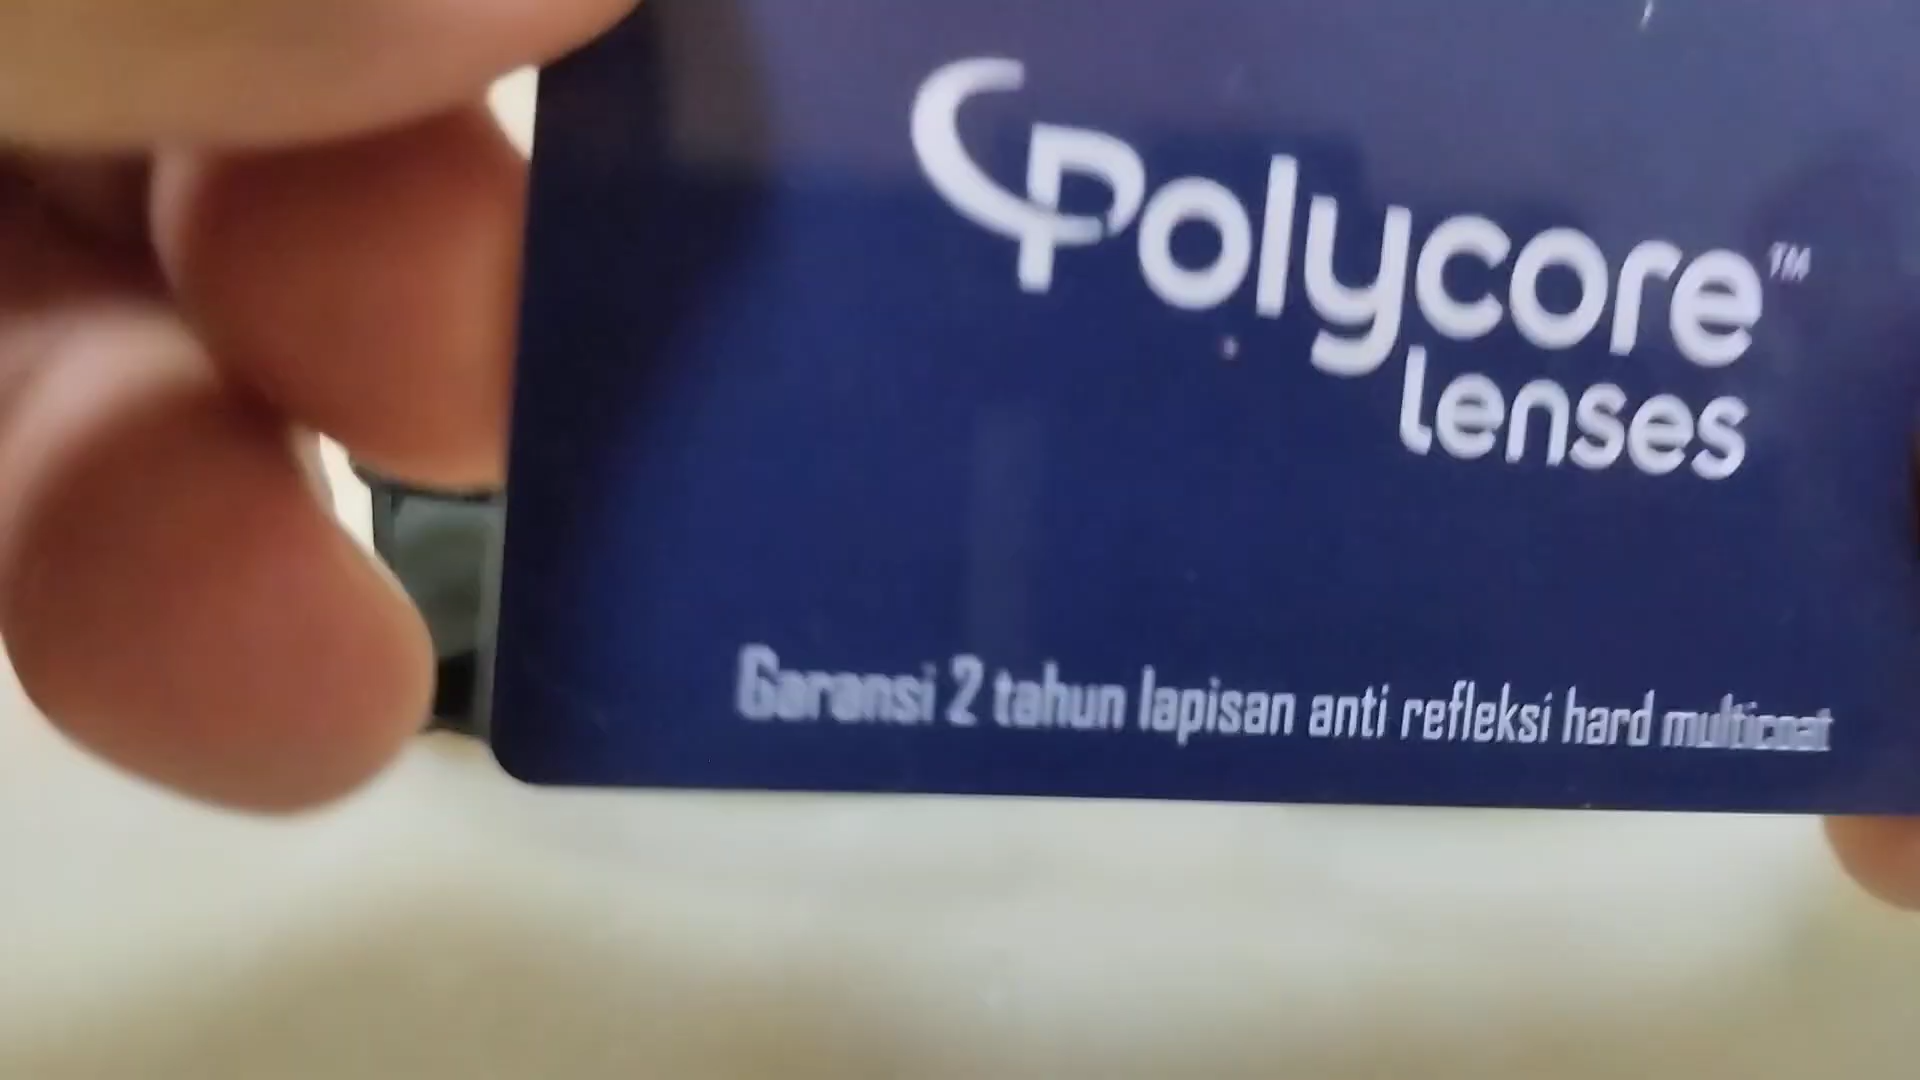 Polycore™
lenses
Garansi 2 tahun lapisan anti refleksi hard multicoat